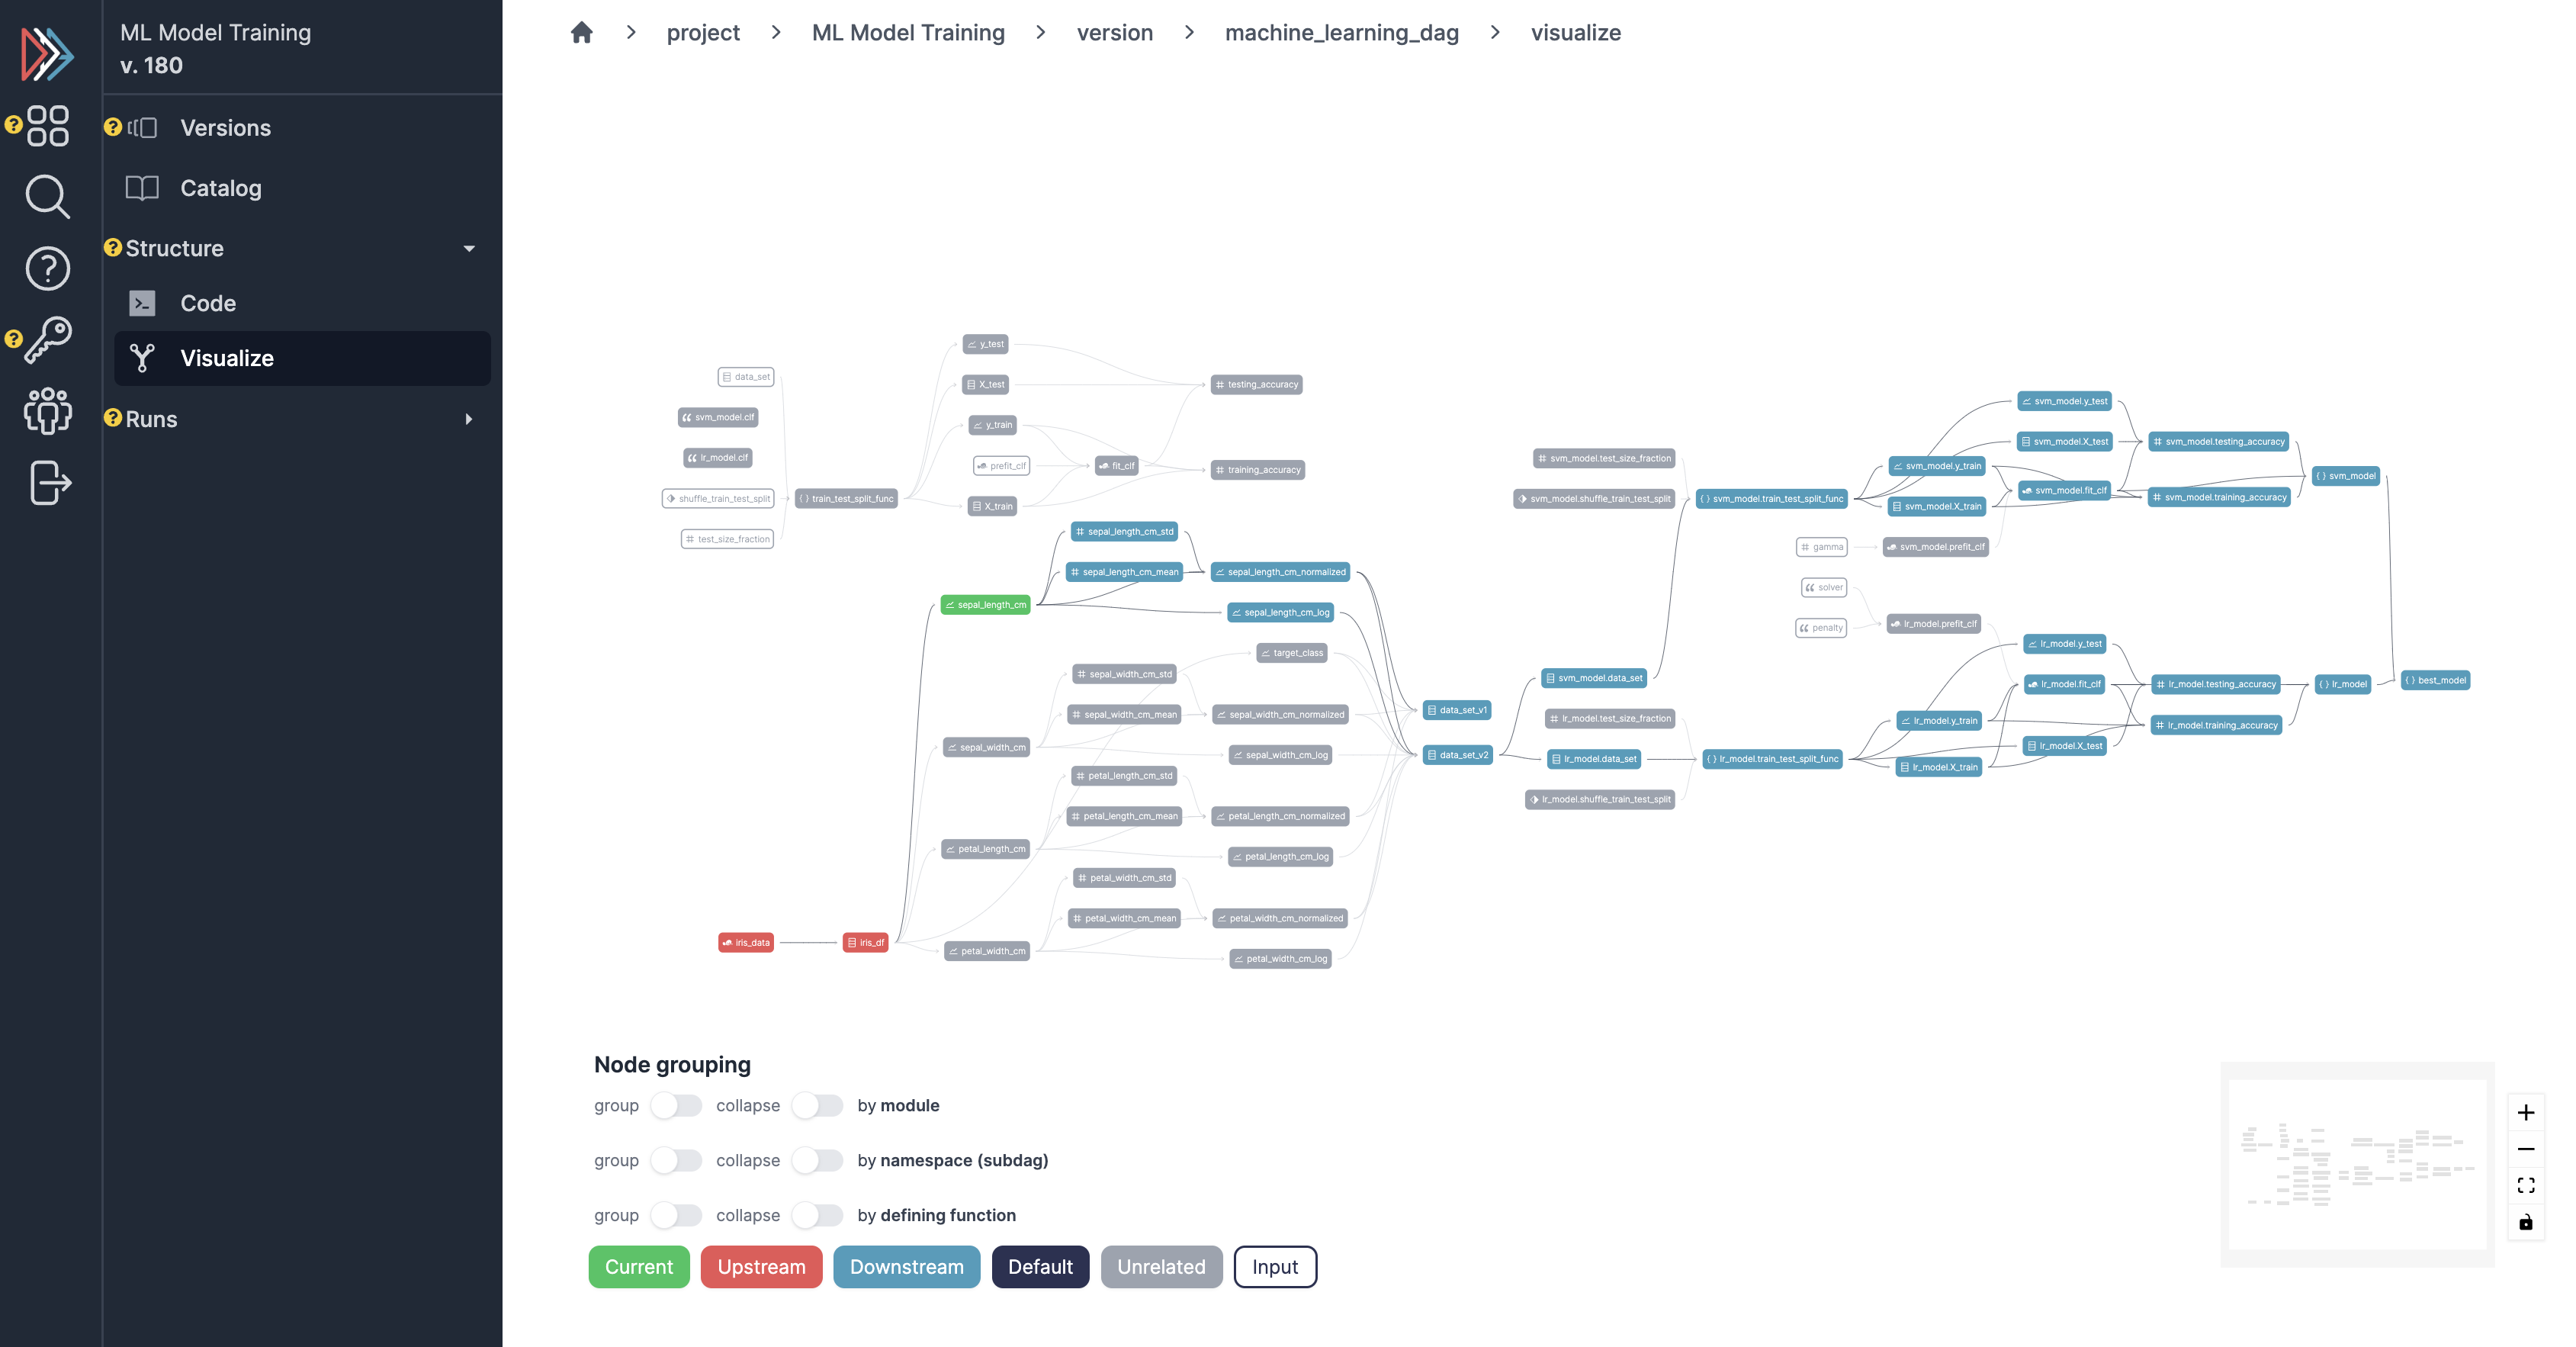 ML Model Training
v. 180
Versions
Catalog
Structure
Code
Visualize
Runs
project > ML Model Training > version > machine_learning_dag > visualize
data_set
svm_model.clf
lr_model.clf
shuffle_train_test_split
test_size_fraction
train_test_split_func
y_test
X_test
y_train
prefit_clf
X_train
fit_clf
testing_accuracy
training_accuracy
sepal_length_cm_std
sepal_length_cm_mean
sepal_length_cm_normalized
sepal_length_cm
sepal_length_cm_log
target_class
sepal_width_cm_std
sepal_width_cm_mean
sepal_width_cm_normalized
sepal_width_cm
sepal_width_cm_log
petal_length_cm_std
petal_length_cm_mean
petal_length_cm_normalized
petal_length_cm
petal_length_cm_log
petal_width_cm_std
petal_width_cm_mean
petal_width_cm_normalized
petal_width_cm
petal_width_cm_log
iris_data
iris_df
data_set_v1
data_set_v2
svm_model.test_size_fraction
svm_model.shuffle_train_test_split
svm_model.data_set
lr_model.test_size_fraction
lr_model.data_set
lr_model.shuffle_train_test_split
svm_model.train_test_split_func
lr_model.train_test_split_func
gamma
solver
penalty
svm_model.y_test
svm_model.X_test
svm_model.y_train
svm_model.fit_clf
svm_model.X_train
svm_model.prefit_clf
svm_model.testing_accuracy
svm_model.training_accuracy
svm_model
lr_model.prefit_clf
lr_model.y_test
lr_model.fit_clf
lr_model.y_train
lr_model.X_test
lr_model.X_train
lr_model.testing_accuracy
lr_model.training_accuracy
lr_model
best_model
Node grouping
group collapse by module
group collapse by namespace (subdag)
group collapse by defining function
Current Upstream Downstream Default Unrelated Input